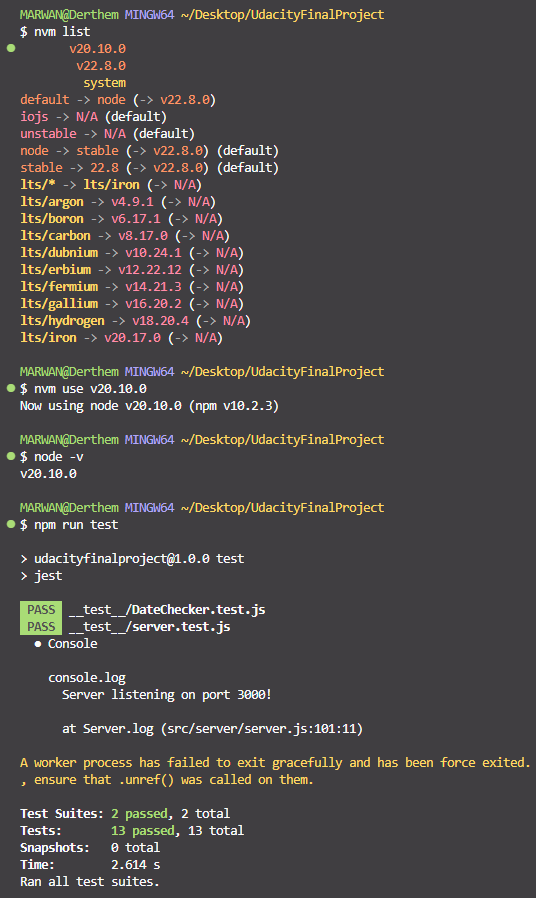 MARWAN@Derthem MINGW64 ~/Desktop/UdacityFinalProject
$ nvm list
v20.10.0
v22.8.0
system
default -> node (-> v22.8.0)
iojs -> N/A (default)
unstable -> N/A (default)
node -> stable (-> v22.8.0) (default)
stable -> 22.8 (-> v22.8.0) (default)
lts/* -> lts/iron (-> N/A)
lts/argon -> v4.9.1 (-> N/A)
lts/boron -> v6.17.1 (-> N/A)
lts/carbon -> v8.17.0 (-> N/A)
lts/dubnium -> v10.24.1 (-> N/A)
lts/erbium -> v12.22.12 (-> N/A)
lts/fermium -> v14.21.3 (-> N/A)
lts/gallium -> v16.20.2 (-> N/A)
lts/hydrogen -> v18.20.4 (-> N/A)
lts/iron -> v20.17.0 (-> N/A)
MARWAN@Derthem MINGW64 ~/Desktop/UdacityFinalProject
$ nvm use v20.10.0
Now using node v20.10.0 (npm v10.2.3)
MARWAN@Derthem MINGW64 ~/Desktop/UdacityFinalProject
$ node -v
v20.10.0
MARWAN@Derthem MINGW64 ~/Desktop/UdacityFinalProject
$ npm run test
> udacityfinalproject@1.0.0 test
> jest
PASS __test__/DateChecker.test.js
PASS __test__/server.test.js
● Console
console.log
Server listening on port 3000!
at Server.log (src/server/server.js:101:11)
A worker process has failed to exit gracefully and has been force exited.
, ensure that .unref() was called on them.
Test Suites: 2 passed, 2 total
Tests: 13 passed, 13 total
Snapshots: 0 total
Time: 2.614 s
Ran all test suites.